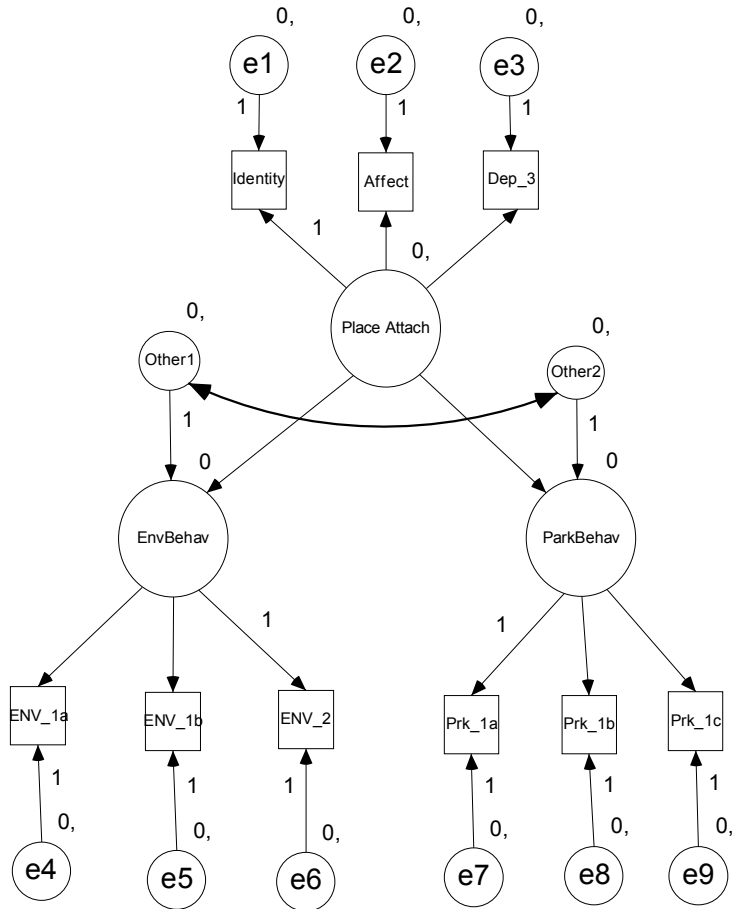 0, 0, 0,
e1 e2 e3
1 1 1
Identity Affect Dep_3
1 0,
Place Attach
0, 0,
Other1 Other2
1 1
0 0
EnvBehav ParkBehav
1 1
ENV_1a ENV_1b ENV_2 Prk_1a Prk_1b Prk_1c
1 1 1 1 1 1
0, 0, 0, 0, 0, 0,
e4 e5 e6 e7 e8 e9